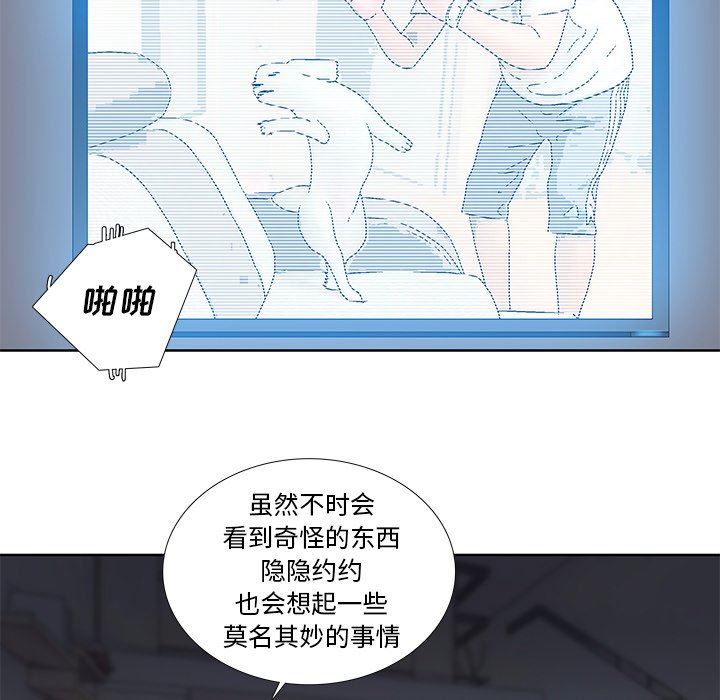 啪啪
虽然不时会
看到奇怪的东西
隐隐约约
也会想起一些
莫名其妙的事情